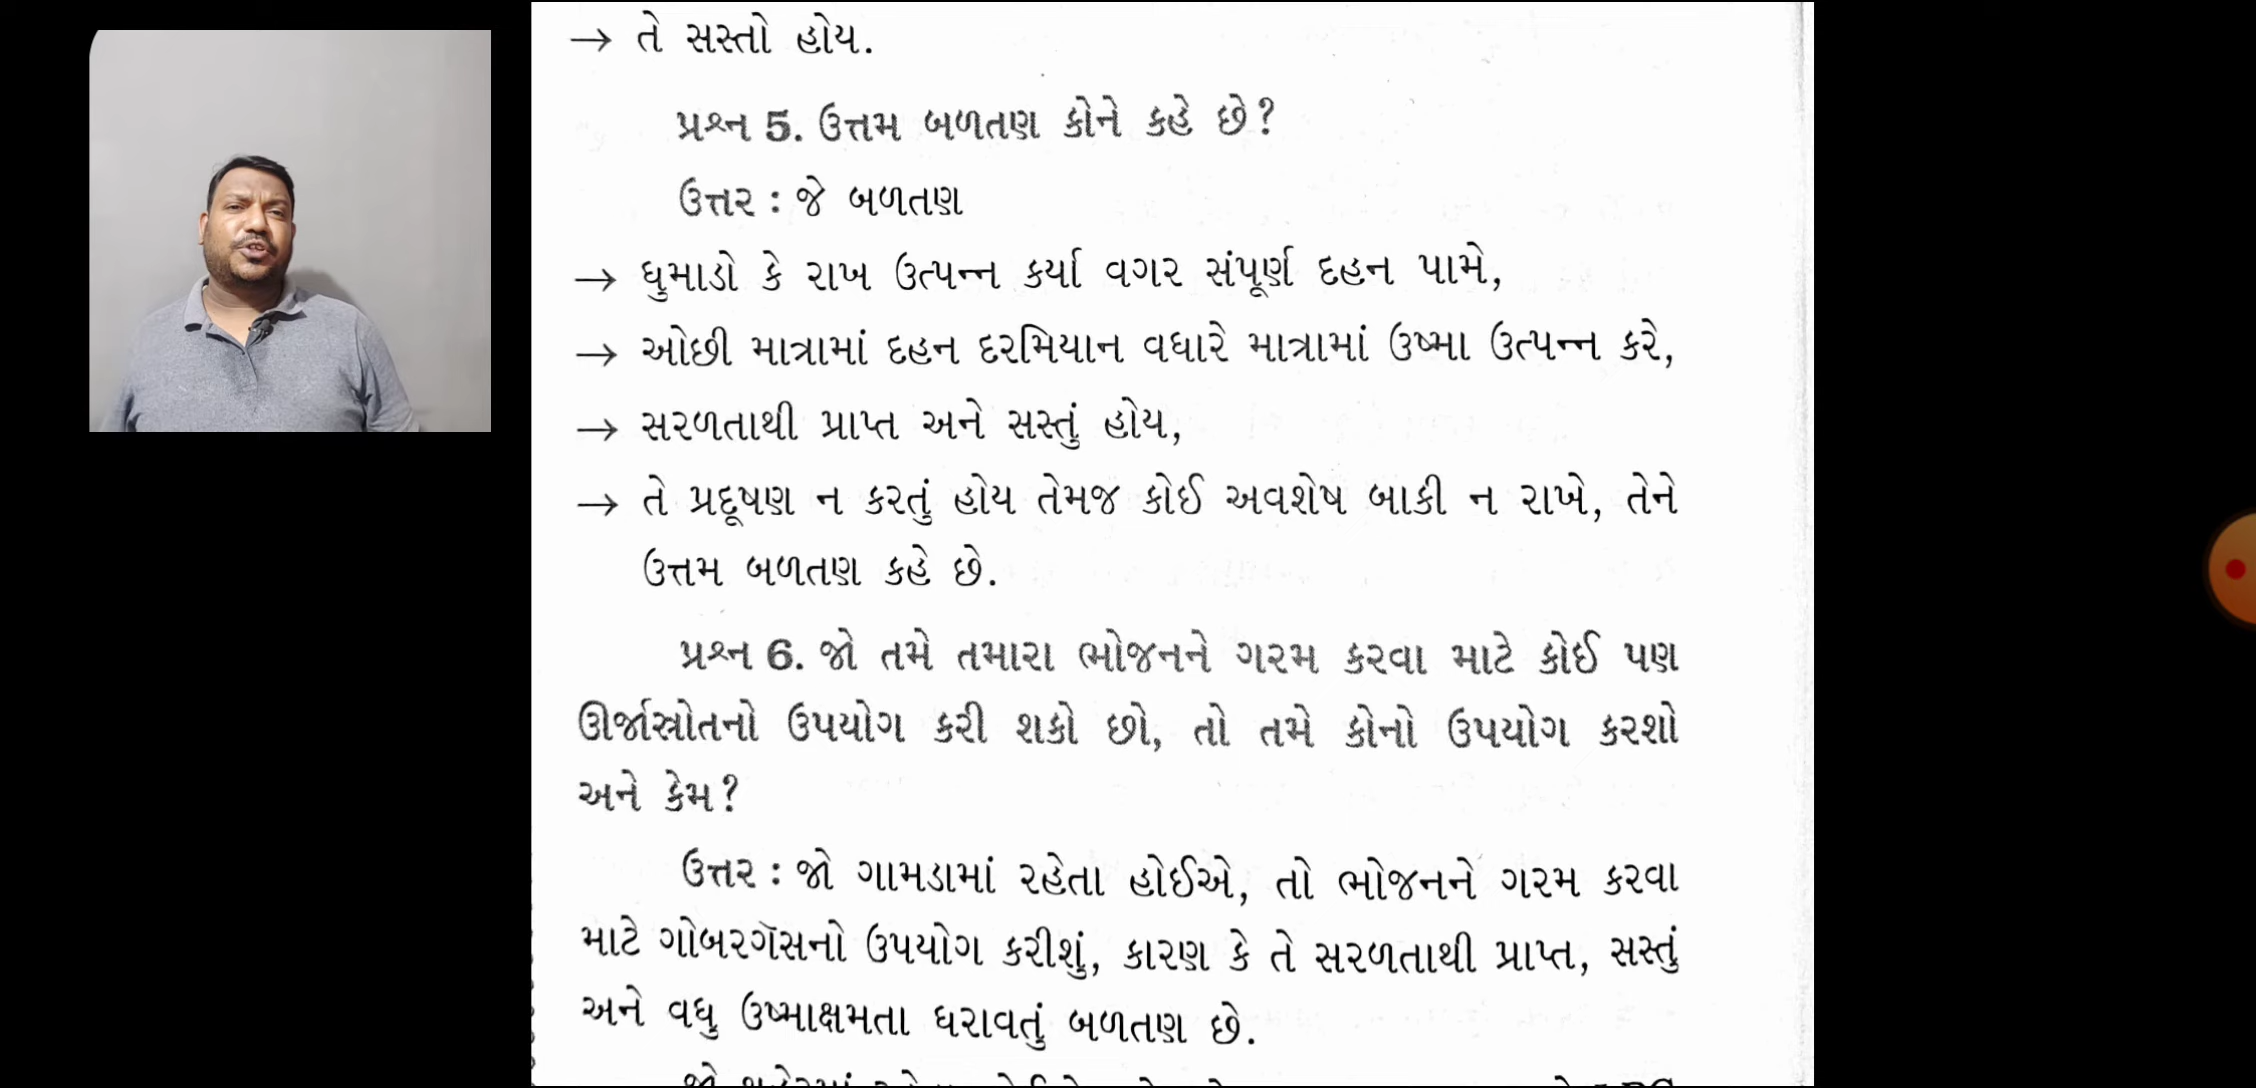 → તે સસ્તો હોય.
પ્રશ્ન 5. ઉત્તમ બળતણ કોને કહે છે?
ઉત્તર : જે બળતણ
→ ધુમાડો કે રાખ ઉત્પન્ન કર્યા વગર સંપૂર્ણ દહન પામે,
→ ઓછી માત્રામાં દહન દરમિયાન વધારે માત્રામાં ઉષ્મા ઉત્પન્ન કરે,
→ સરળતાથી પ્રાપ્ત અને સસ્તું હોય,
→ તે પ્રદૂષણ ન કરતું હોય તેમજ કોઈ અવશેષ બાકી ન રાખે, તેને
ઉત્તમ બળતણ કહે છે.
પ્રશ્ન 6. જો તમે તમારા ભોજનને ગરમ કરવા માટે કોઈ પણ
ઊર્જાસ્રોતનો ઉપયોગ કરી શકો છો, તો તમે કોનો ઉપયોગ કરશો
અને કેમ?
ઉત્તર : જો ગામડામાં રહેતા હોઈએ, તો ભોજનને ગરમ કરવા
માટે ગોબરગૅસનો ઉપયોગ કરીશું, કારણ કે તે સરળતાથી પ્રાપ્ત, સસ્તું
અને વધુ ઉષ્માક્ષમતા ધરાવતું બળતણ છે.